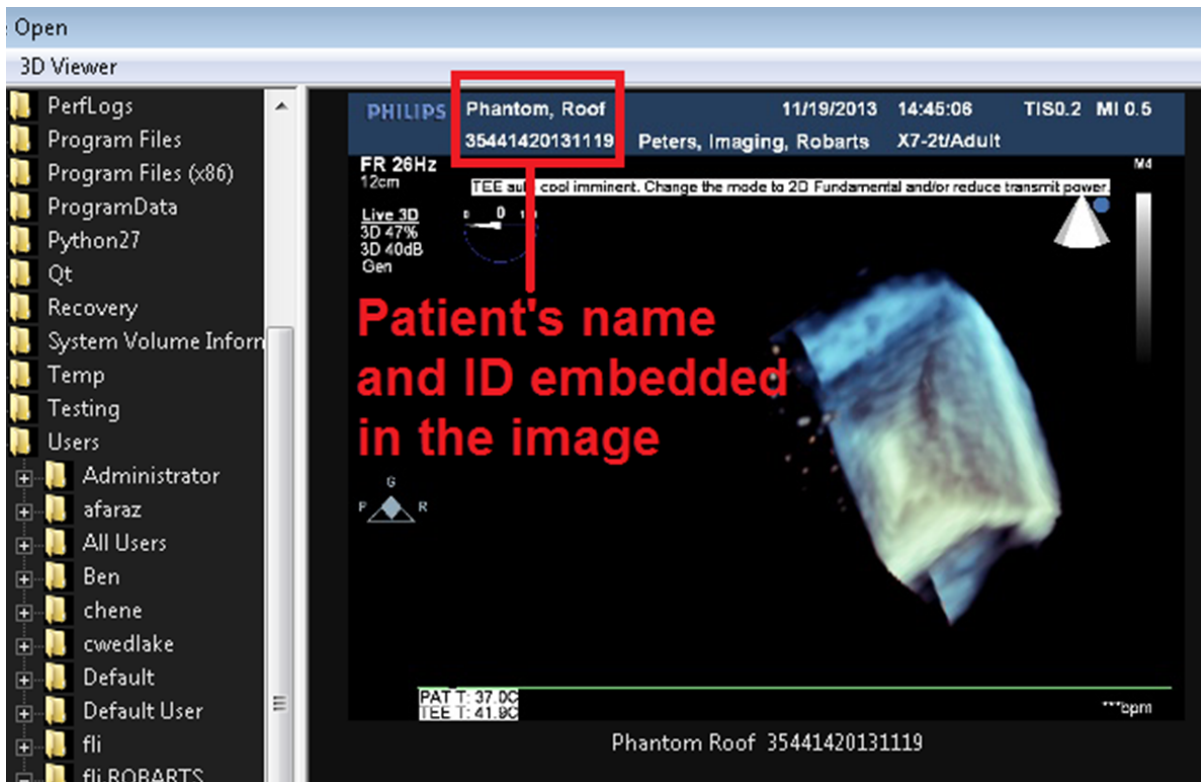 Open
3D Viewer
PerfLogs
Program Files
Program Files (x86)
ProgramData
Python27
Qt
Recovery
System Volume Inforn
Temp
Testing
Users
Administrator
afaraz
All Users
Ben
chene
cwedlake
Default
Default User
fli
fli ROBARTS
PHILIPS Phantom, Roof 11/19/2013 14:45:06 TIS0.2 MI 0.5
35441420131119 Peters, Imaging, Robarts X7-2t/Adult
FR 26Hz M4
12cm
TEE cool imminent. Change the mode to 2D Fundamental and/or reduce transmit power.
Live 3D 0 0
3D 47%
3D 40dB
Gen
Patient's name
and ID embedded
in the image
G
P R
PAT T: 37.0C
TEE T: 41.9C
***bpm
Phantom Roof 35441420131119